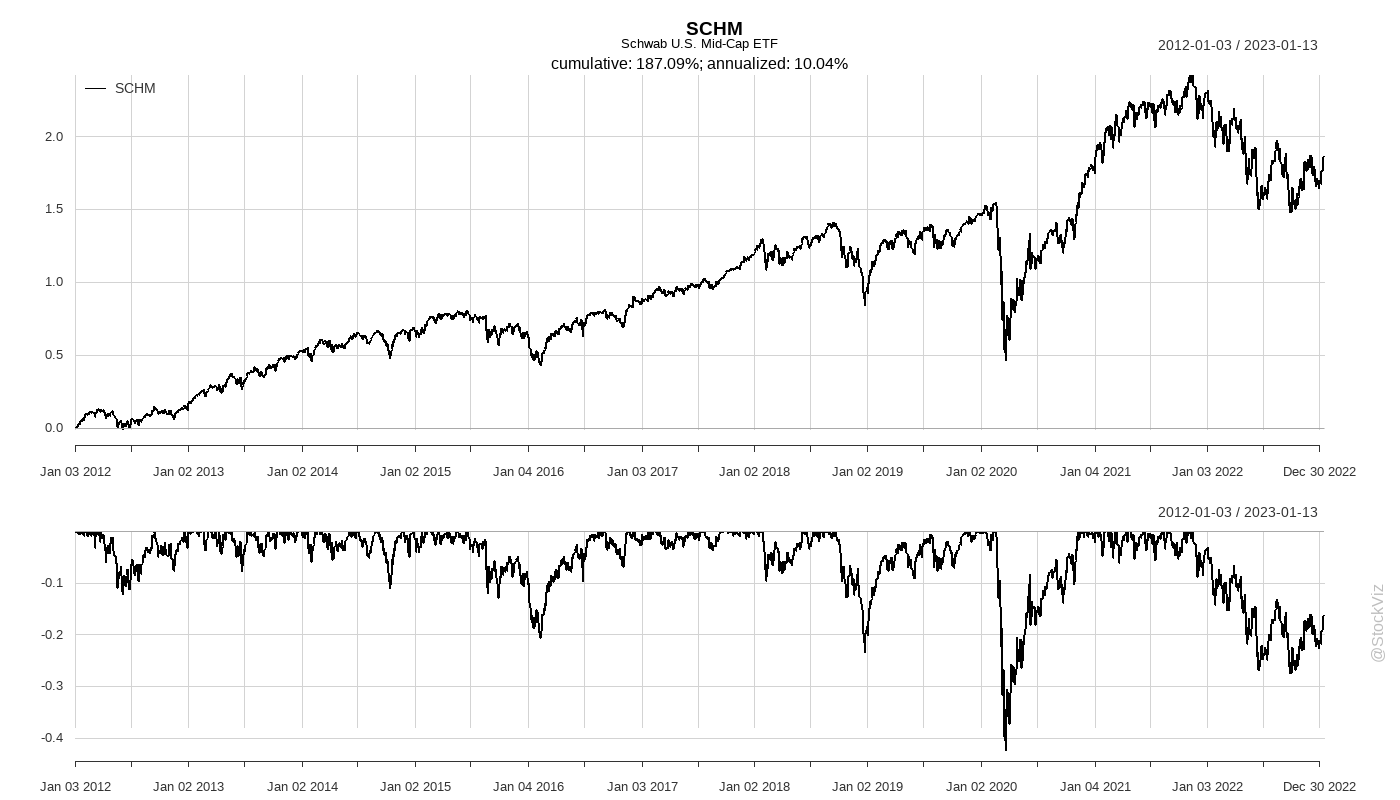 SCHM
Schwab U.S. Mid-Cap ETF
cumulative: 187.09%; annualized: 10.04%
2012-01-03 / 2023-01-13
SCHM
2.0
1.5
1.0
0.5
0.0
Jan 03 2012 Jan 02 2013 Jan 02 2014 Jan 02 2015 Jan 04 2016 Jan 03 2017 Jan 02 2018 Jan 02 2019 Jan 02 2020 Jan 04 2021 Jan 03 2022 Dec 30 2022
2012-01-03 / 2023-01-13
-0.1
-0.2
-0.3
-0.4
Jan 03 2012 Jan 02 2013 Jan 02 2014 Jan 02 2015 Jan 04 2016 Jan 03 2017 Jan 02 2018 Jan 02 2019 Jan 02 2020 Jan 04 2021 Jan 03 2022 Dec 30 2022
@StockViz